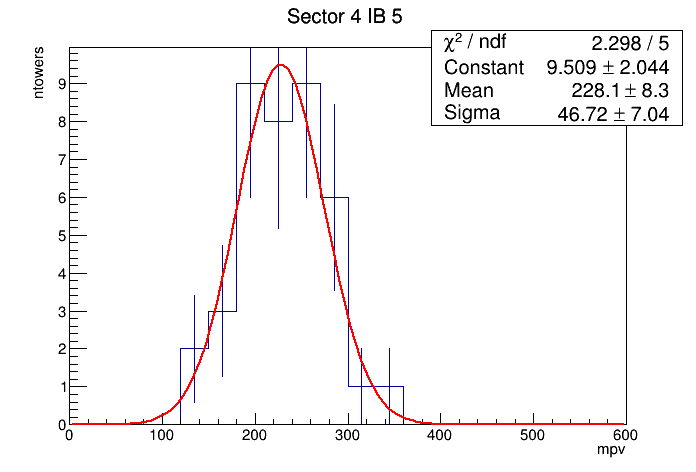 Sector 4 IB 5
χ² / ndf 2.298 / 5
Constant 9.509 ± 2.044
Mean 228.1 ± 8.3
Sigma 46.72 ± 7.04
ntowers
9
8
7
6
5
4
3
2
1
0
0 100 200 300 400 500 600
mpv